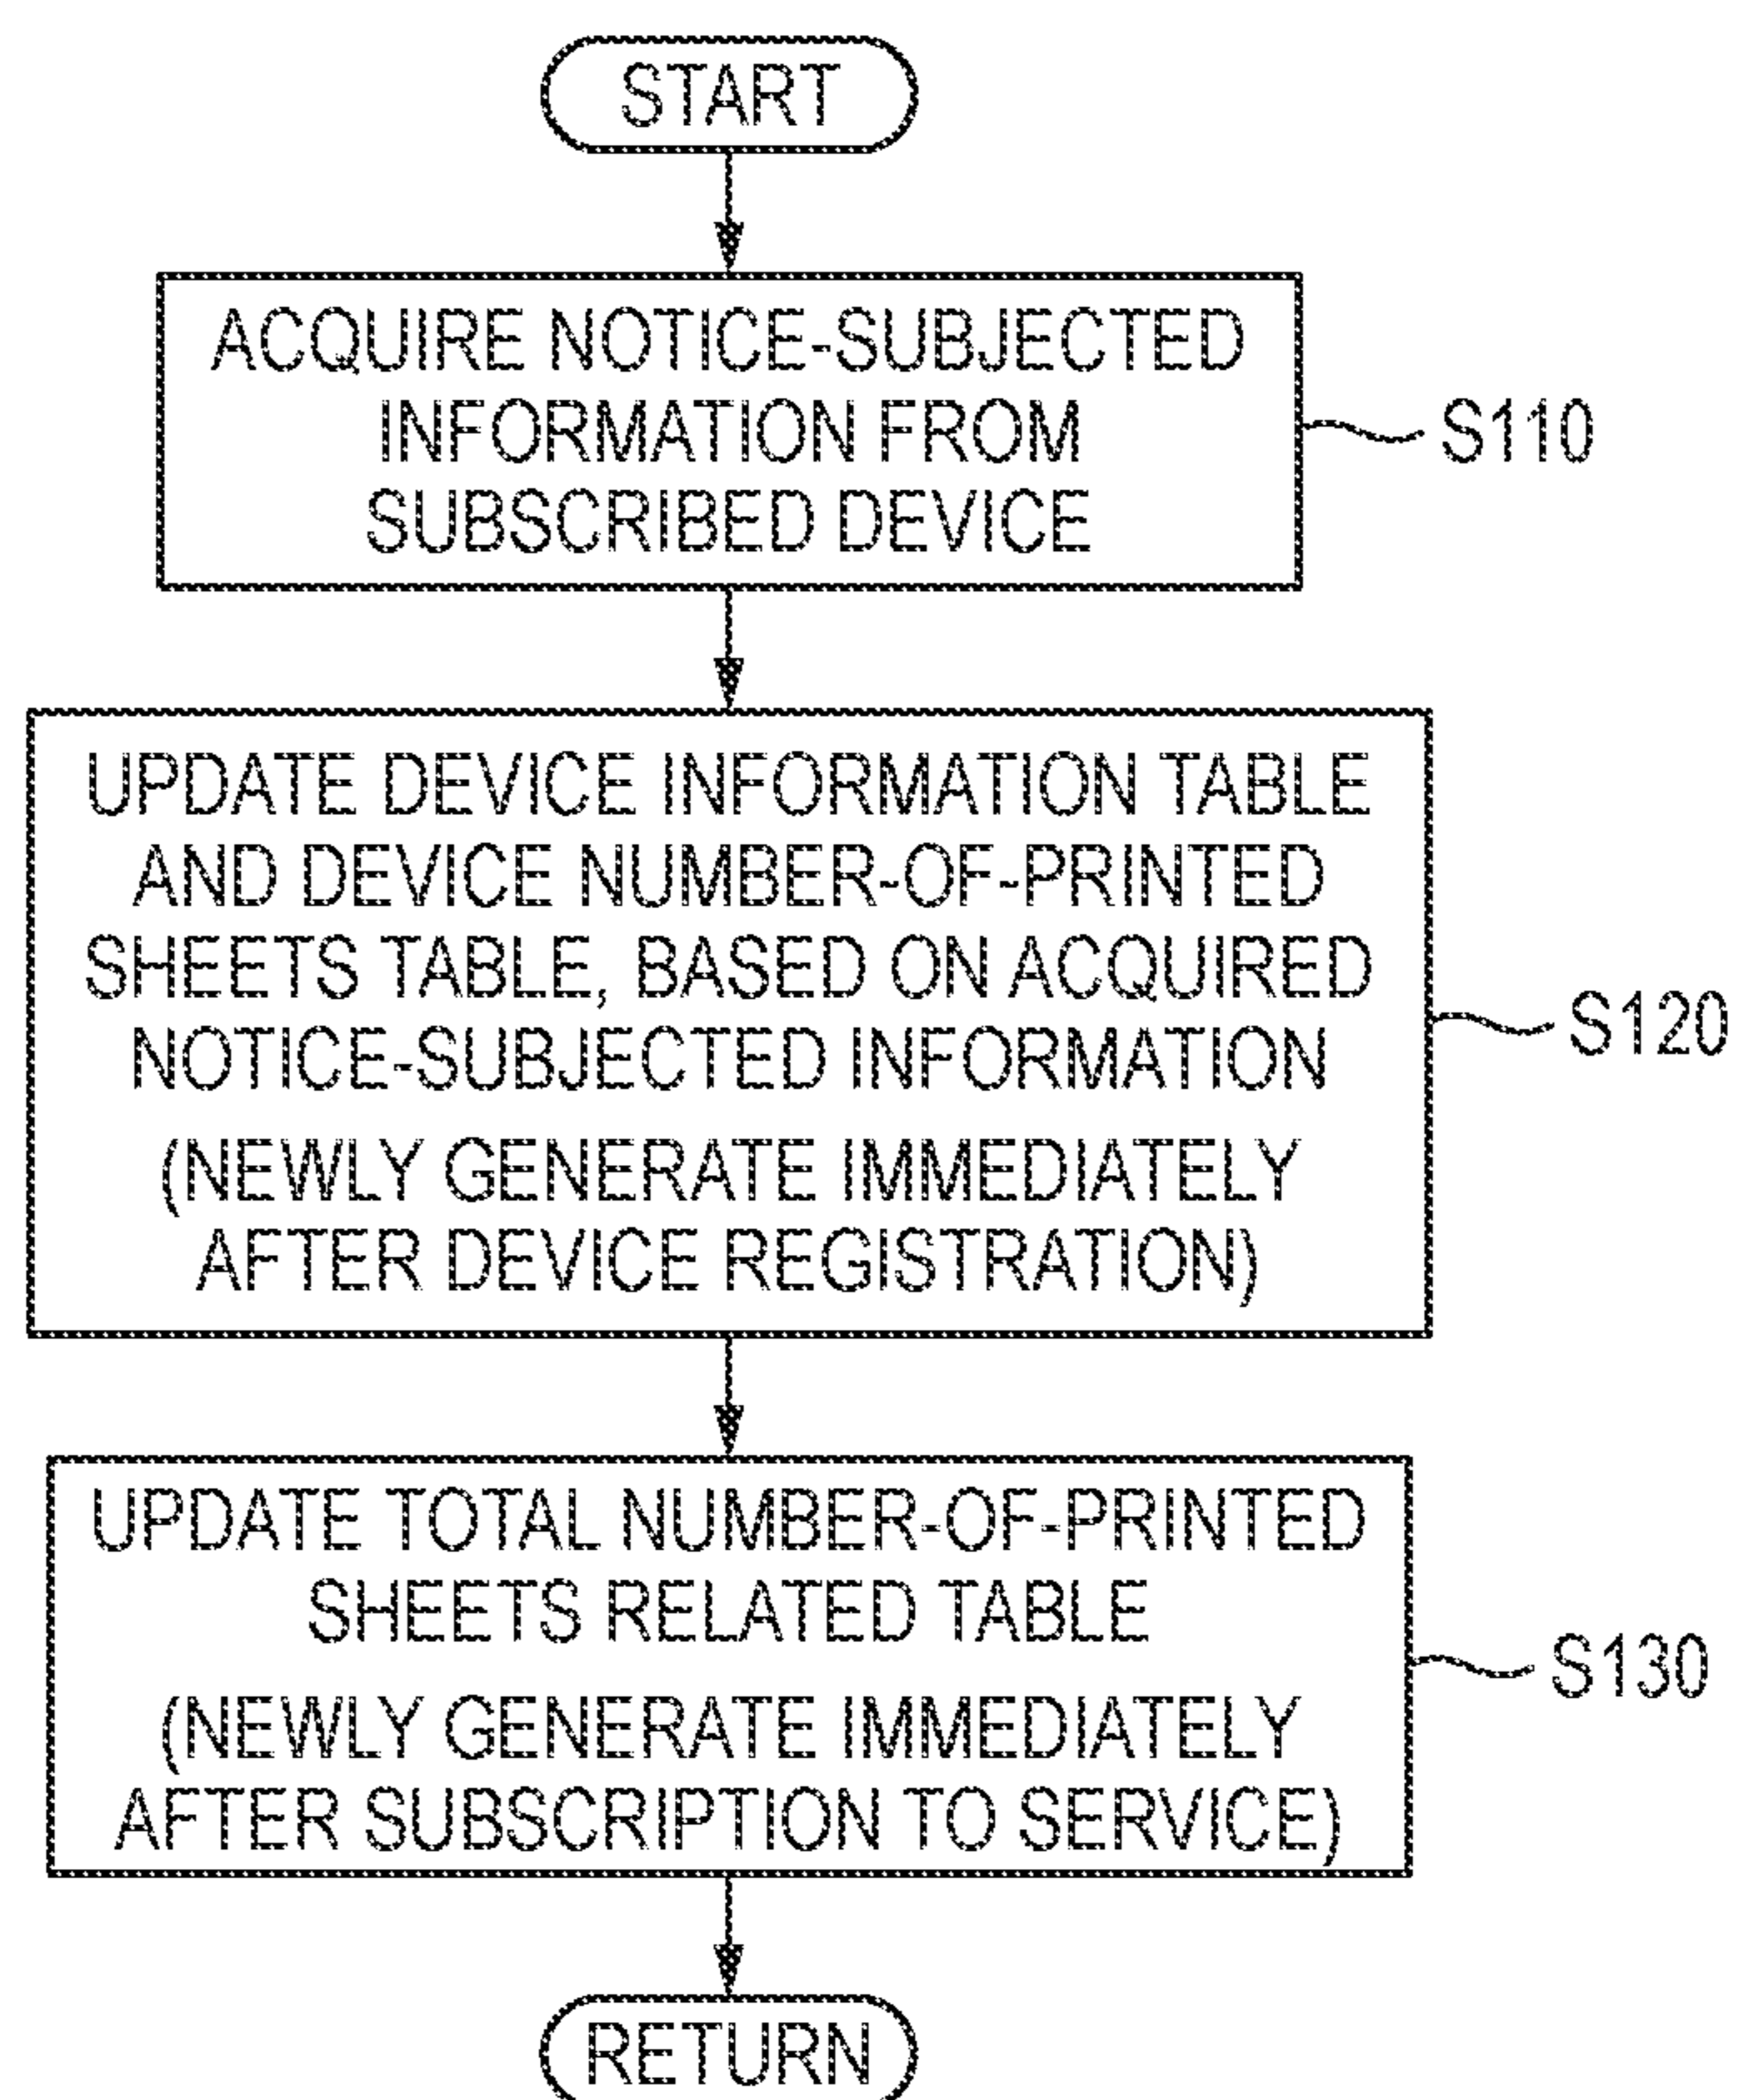 START
ACQUIRE NOTICE-SUBJECTED
INFORMATION FROM
SUBSCRIBED DEVICE
S110
UPDATE DEVICE INFORMATION TABLE
AND DEVICE NUMBER-OF-PRINTED
SHEETS TABLE, BASED ON ACQUIRED
NOTICE-SUBJECTED INFORMATION
(NEWLY GENERATE IMMEDIATELY
AFTER DEVICE REGISTRATION)
S120
UPDATE TOTAL NUMBER-OF-PRINTED
SHEETS RELATED TABLE
(NEWLY GENERATE IMMEDIATELY
AFTER SUBSCRIPTION TO SERVICE)
S130
RETURN